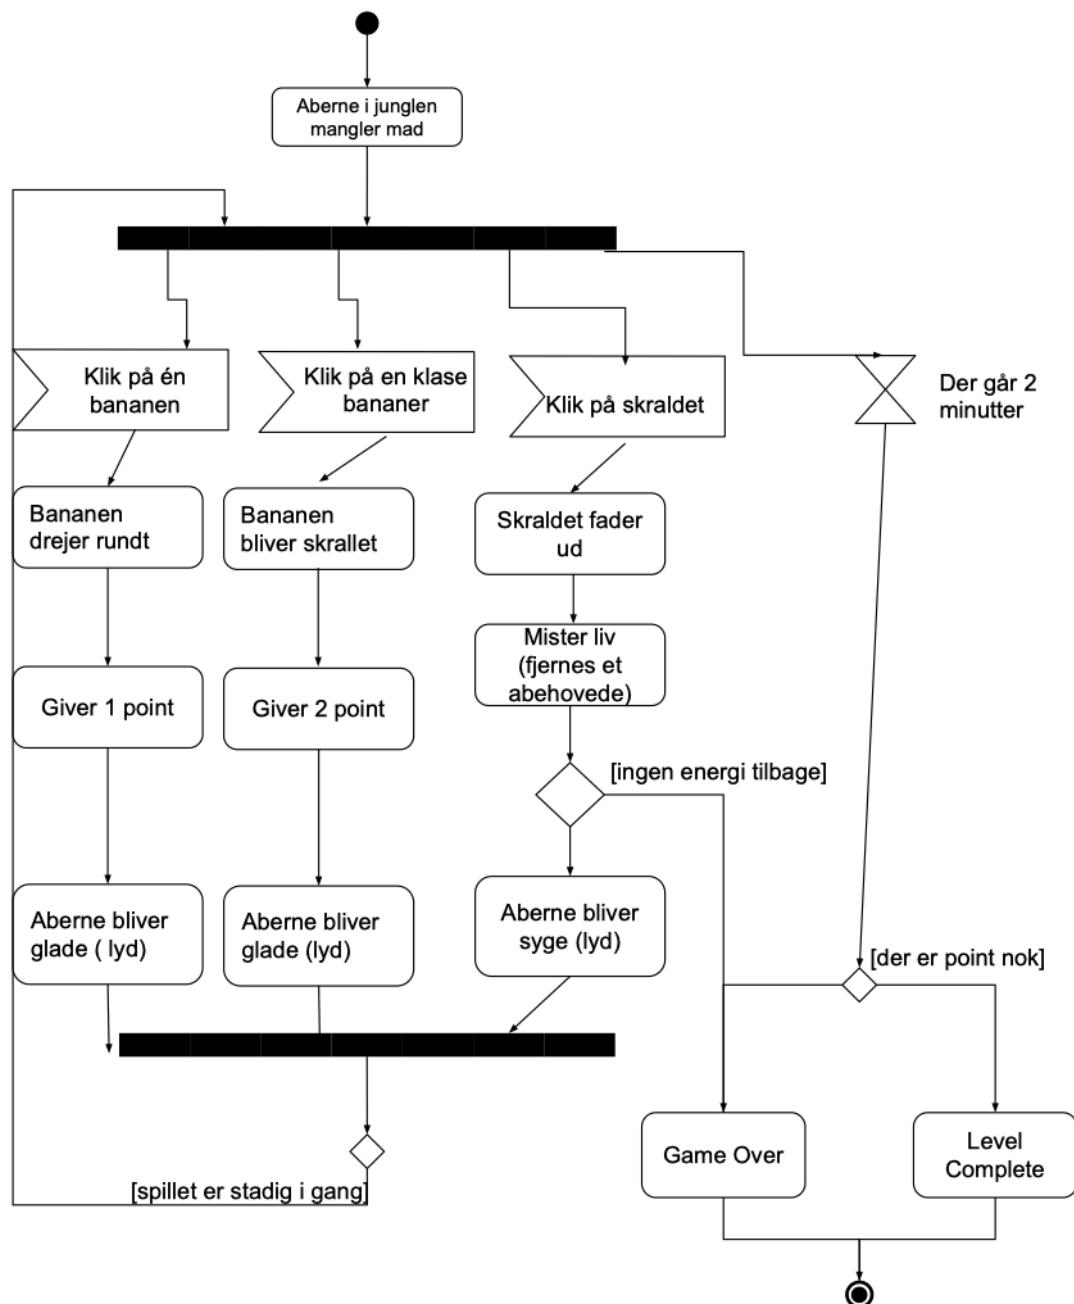 Aberne i junglen
mangler mad
Klik på én
bananen
Klik på en klase
bananer
Klik på skraldet
Der går 2
minutter
Bananen
drejer rundt
Bananen
bliver skrallet
Skraldet fader
ud
Mister liv
(fjernes et
abehovede)
Giver 1 point
Giver 2 point
[ingen energi tilbage]
Aberne bliver
glade ( lyd)
Aberne bliver
glade (lyd)
Aberne bliver
syge (lyd)
[der er point nok]
Game Over
Level
Complete
[spillet er stadig i gang]